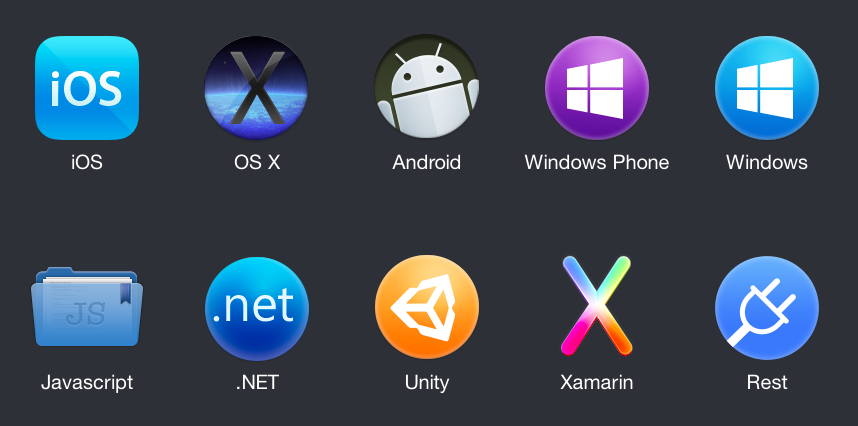 iOS
X
iOS
OS X
Android
Windows Phone
Windows
JS
.net
Javascript
.NET
Unity
Xamarin
Rest